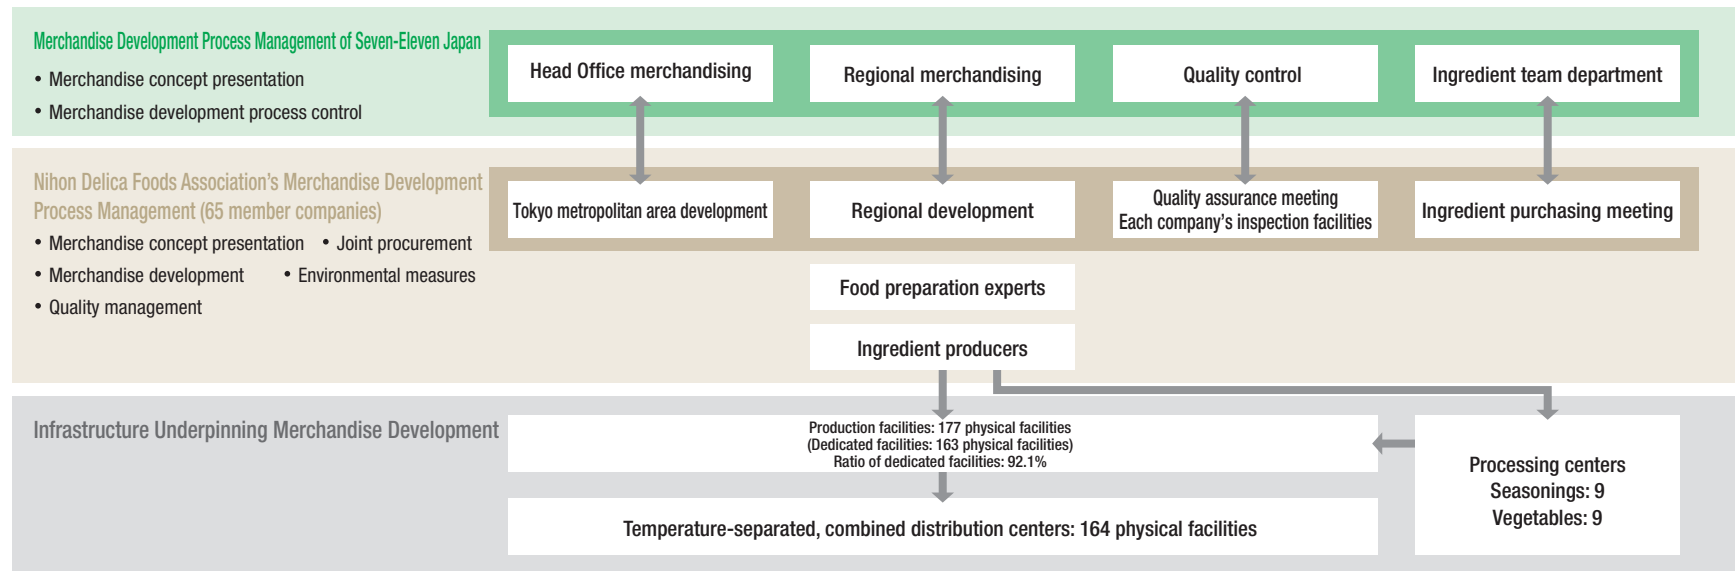 Merchandise Development Process Management of Seven-Eleven Japan
• Merchandise concept presentation
• Merchandise development process control
Head Office merchandising
Regional merchandising
Quality control
Ingredient team department
Nihon Delica Foods Association's Merchandise Development
Process Management (65 member companies)
• Merchandise concept presentation • Joint procurement
• Merchandise development • Environmental measures
• Quality management
Tokyo metropolitan area development
Regional development
Quality assurance meeting
Each company's inspection facilities
Ingredient purchasing meeting
Food preparation experts
Ingredient producers
Infrastructure Underpinning Merchandise Development
Production facilities: 177 physical facilities
(Dedicated facilities: 163 physical facilities)
Ratio of dedicated facilities: 92.1%
Temperature-separated, combined distribution centers: 164 physical facilities
Processing centers
Seasonings: 9
Vegetables: 9